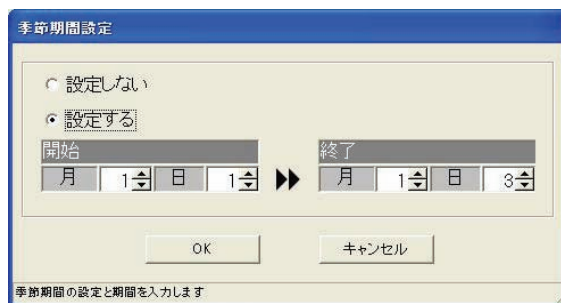 季節期間設定
設定しない
設定する
開始 終了
月 1 日 1 月 1 日 3
OK キャンセル
季節期間の設定と期間を入力します